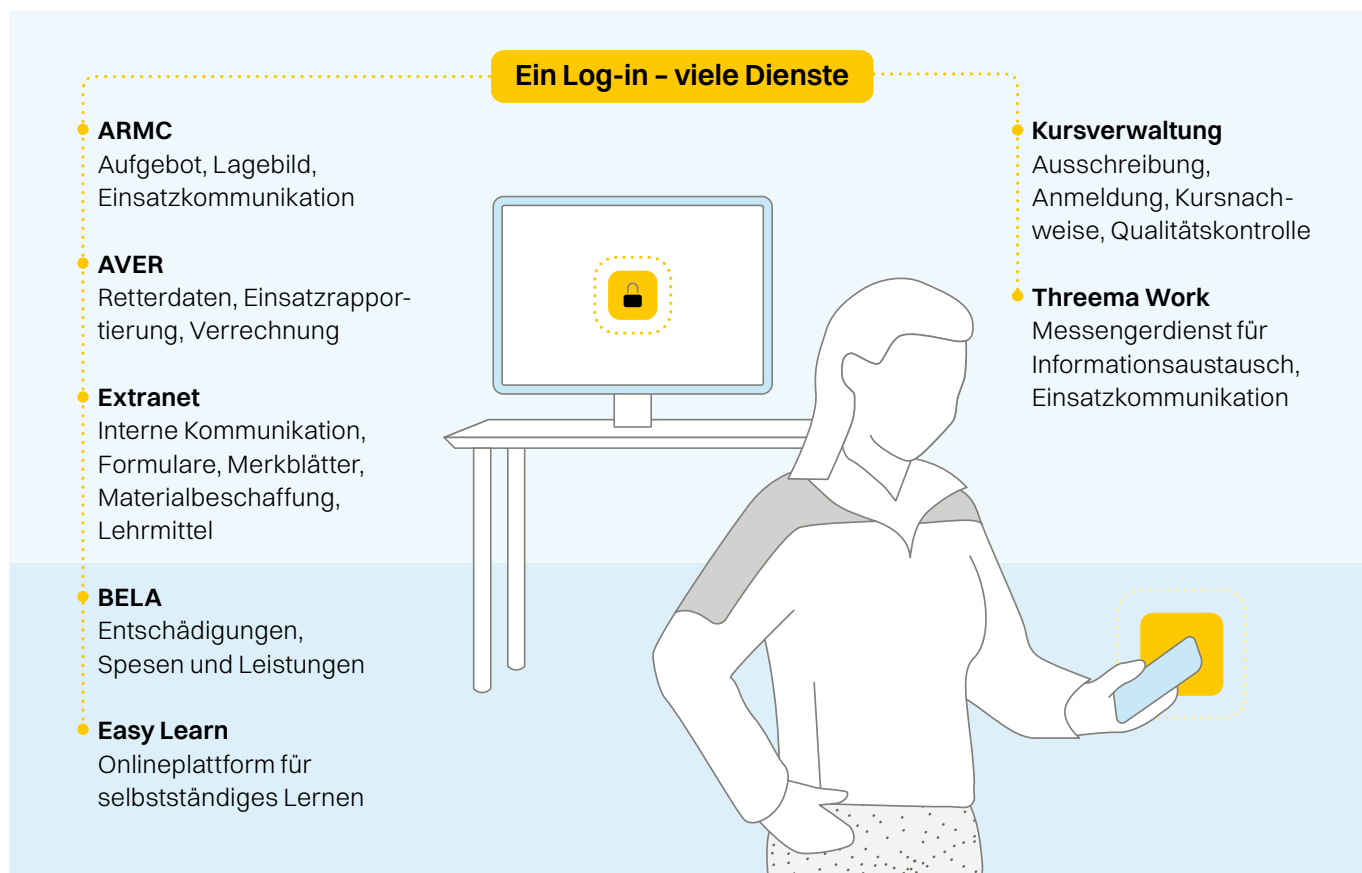 Ein Log-in – viele Dienste
ARMC
Aufgebot, Lagebild,
Einsatzkommunikation
AVER
Retterdaten, Einsatzrappor-
tierung, Verrechnung
Extranet
Interne Kommunikation,
Formulare, Merkblätter,
Materialbeschaffung,
Lehrmittel
BELA
Entschädigungen,
Spesen und Leistungen
Easy Learn
Onlineplattform für
selbstständiges Lernen
Kursverwaltung
Ausschreibung,
Anmeldung, Kursnach-
weise, Qualitätskontrolle
Threema Work
Messengerdienst für
Informationsaustausch,
Einsatzkommunikation